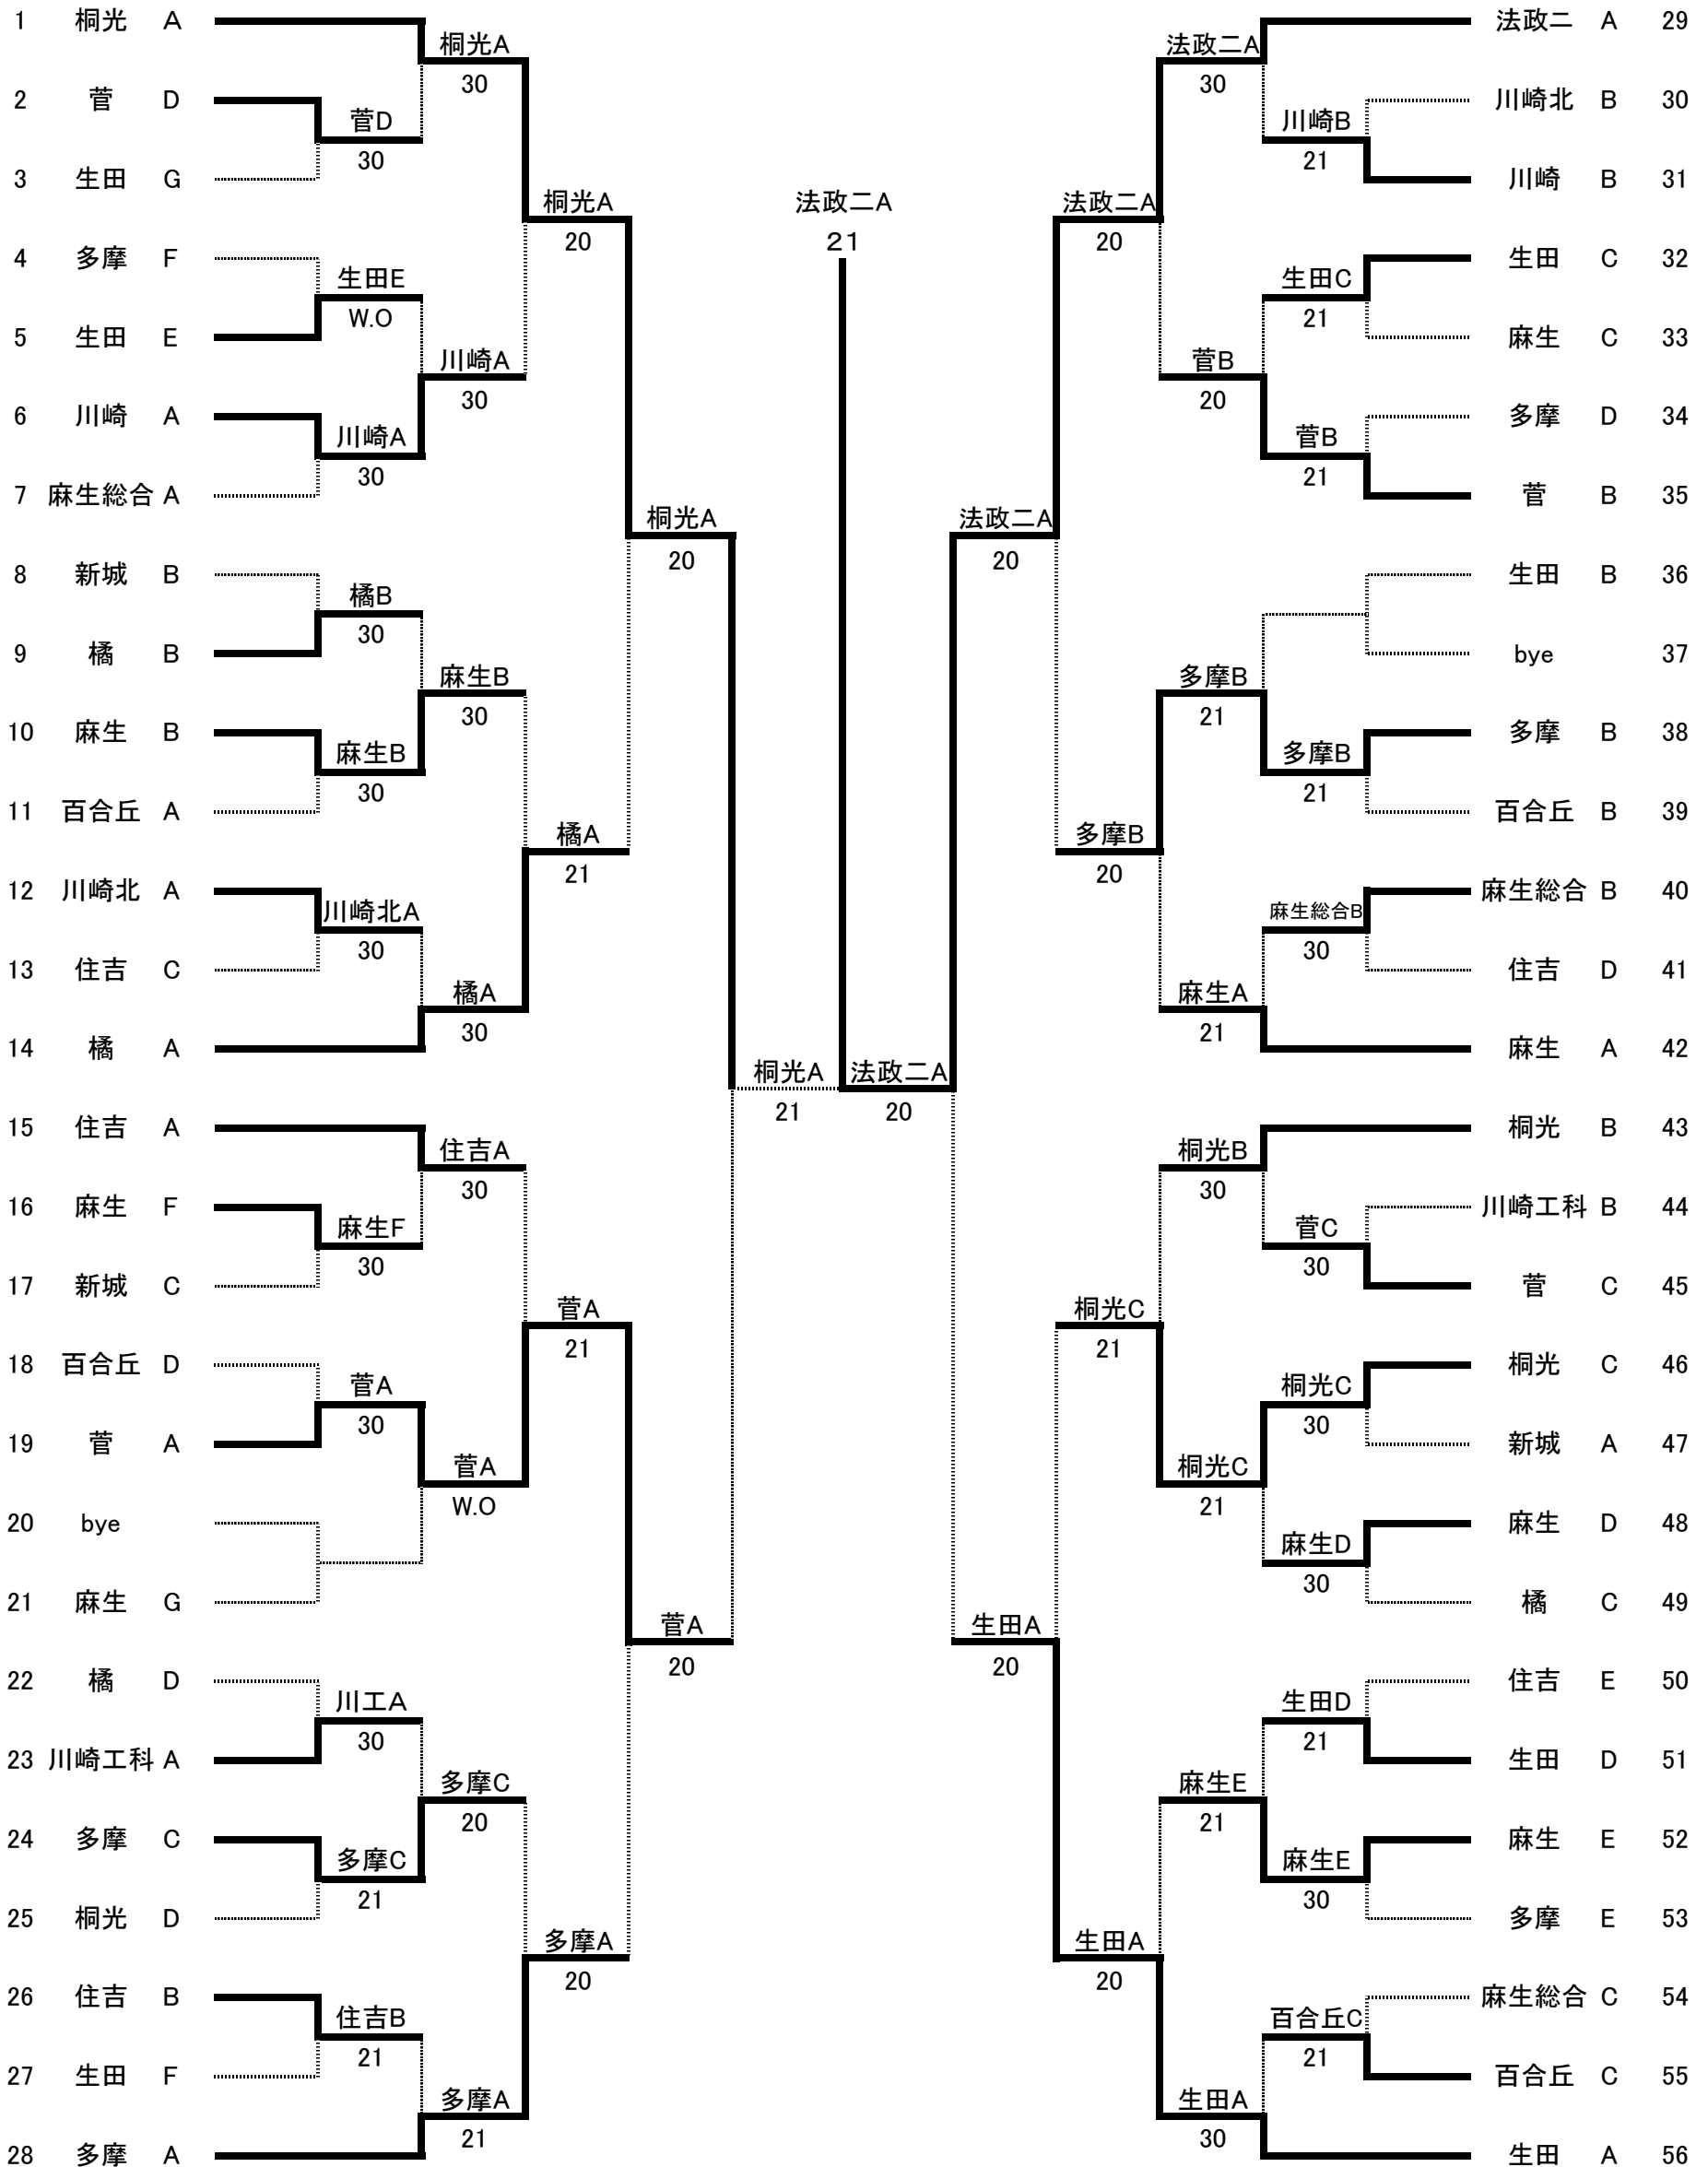 1 桐光 A
桐光A
30
2 菅 D
菅D
30
3 生田 G
桐光A
20
4 多摩 F
生田E
W.O
5 生田 E
川崎A
30
6 川崎 A
川崎A
30
7 麻生総合 A
桐光A
20
8 新城 B
橘B
30
9 橘 B
麻生B
30
10 麻生 B
麻生B
30
11 百合丘 A
橘A
21
12 川崎北 A
川崎北A
30
13 住吉 C
橘A
30
14 橘 A
桐光A
21
15 住吉 A
住吉A
30
16 麻生 F
麻生F
30
17 新城 C
菅A
21
18 百合丘 D
菅A
30
19 菅 A
菅A
W.O
20 bye
21 麻生 G
菅A
20
22 橘 D
川工A
30
23 川崎工科 A
多摩C
20
24 多摩 C
多摩C
21
25 桐光 D
多摩A
20
26 住吉 B
住吉B
21
27 生田 F
多摩A
21
28 多摩 A
法政二A
21
法政二 A 29
法政二A
30
川崎北 B 30
川崎B
21
川崎 B 31
法政二A
20
生田 C 32
生田C
21
麻生 C 33
菅B
20
多摩 D 34
菅B
21
菅 B 35
法政二A
20
生田 B 36
bye 37
多摩B
21
多摩 B 38
多摩B
21
百合丘 B 39
多摩B
20
麻生総合 B 40
麻生総合B
30
住吉 D 41
麻生A
21
麻生 A 42
法政二A
20
桐光 B 43
桐光B
30
川崎工科 B 44
菅C
30
菅 C 45
桐光C
21
桐光 C 46
桐光C
30
新城 A 47
桐光C
21
麻生 D 48
麻生D
30
橘 C 49
生田A
20
住吉 E 50
生田D
21
生田 D 51
麻生E
21
麻生 E 52
麻生E
30
多摩 E 53
生田A
20
麻生総合 C 54
百合丘C
21
百合丘 C 55
生田A
30
生田 A 56